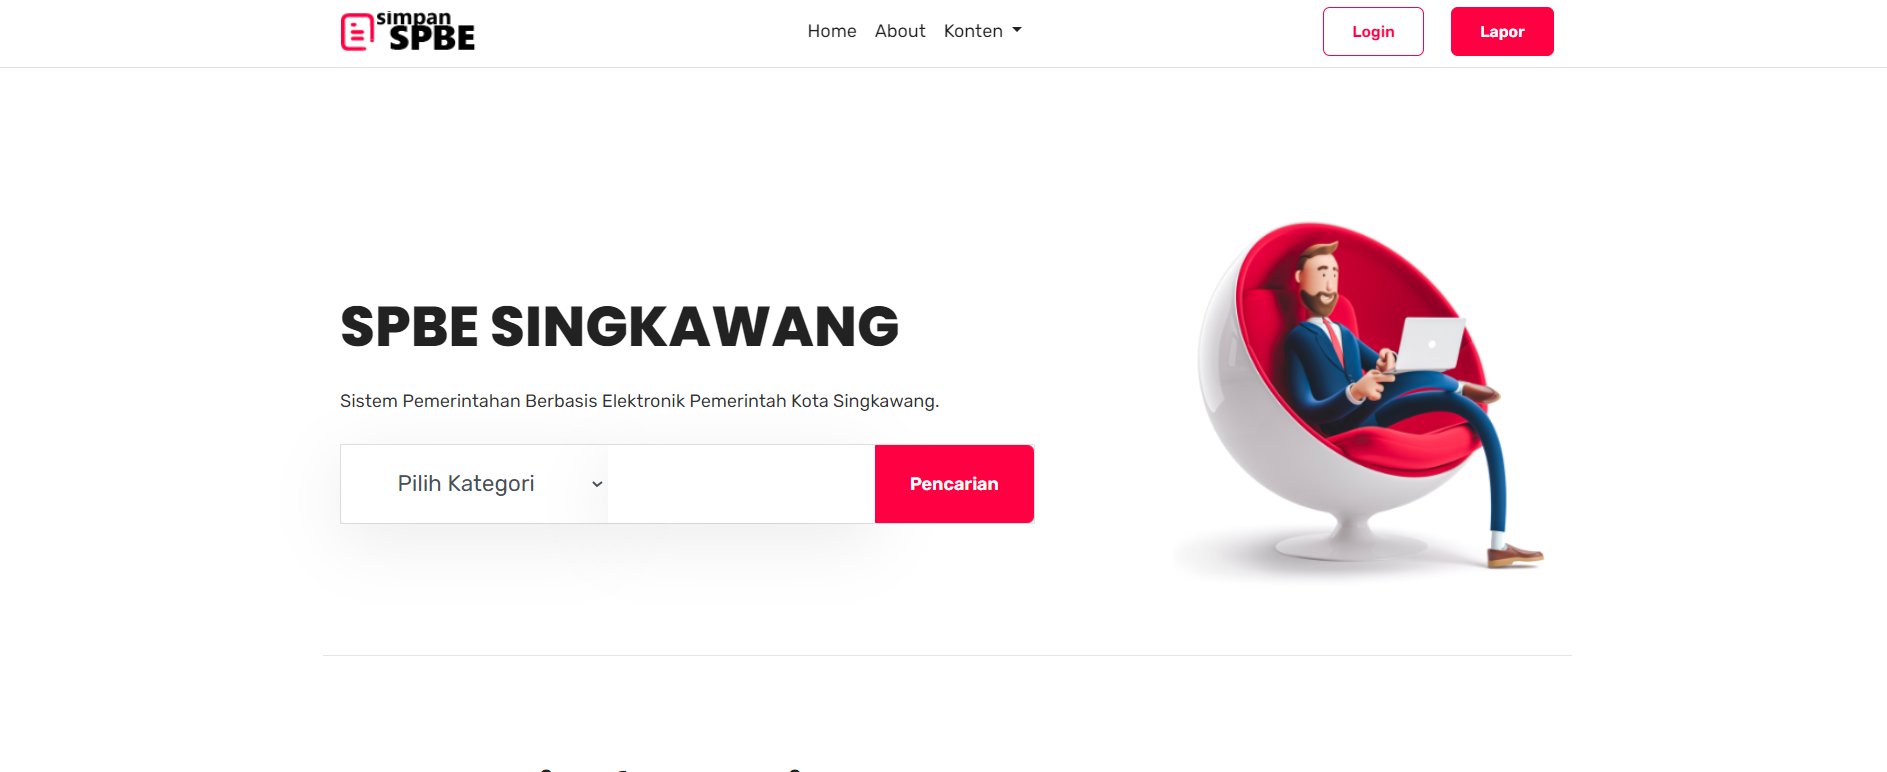 simpan
SPBE
Home About Konten
Login
Lapor
SPBE SINGKAWANG
Sistem Pemerintahan Berbasis Elektronik Pemerintah Kota Singkawang.
Pilih Kategori
Pencarian